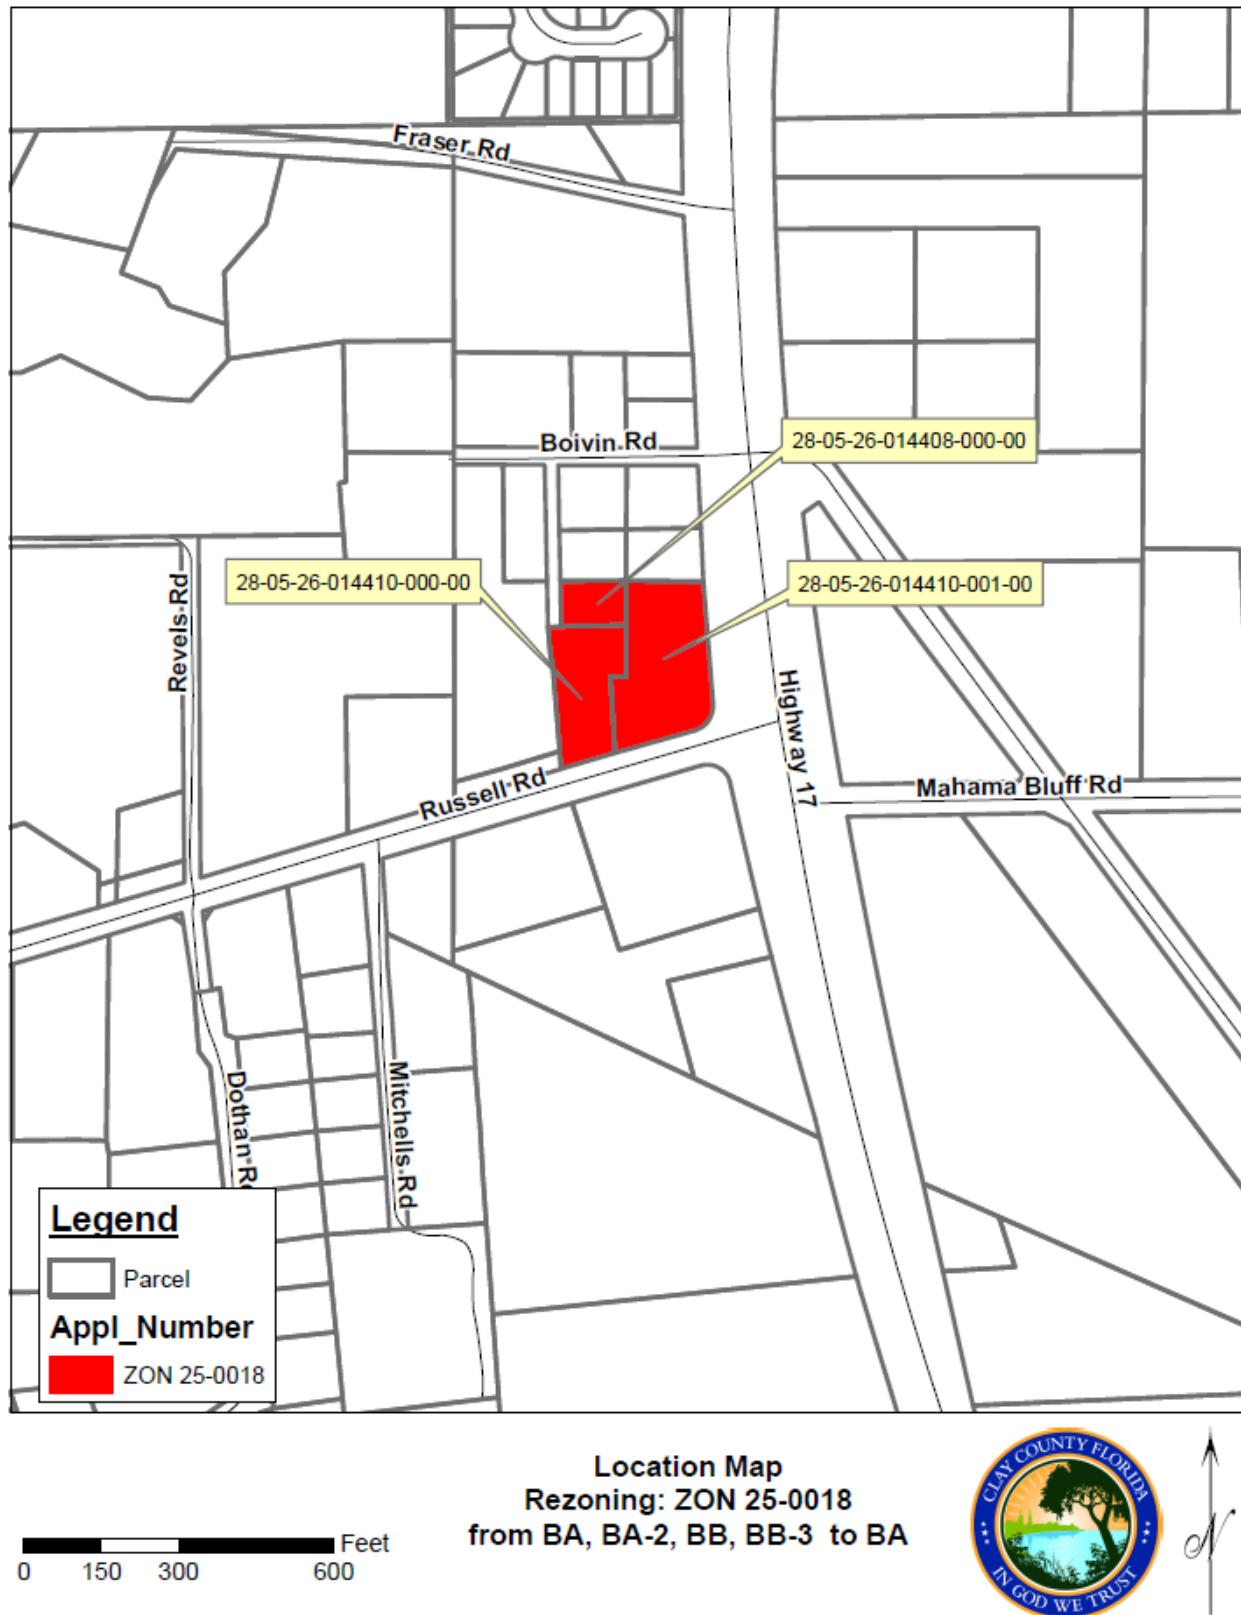 Fraser Rd
Boivin Rd
28-05-26-014408-000-00
28-05-26-014410-000-00
28-05-26-014410-001-00
Revels Rd
Highway 17
Russell Rd
Mahama Bluff Rd
Dothan Rd
Mitchells Rd
Legend
Parcel
Appl_Number
ZON 25-0018
Location Map
Rezoning: ZON 25-0018
from BA, BA-2, BB, BB-3 to BA
Feet
0 150 300 600
CLAY COUNTY FLORIDA
IN GOD WE TRUST
N